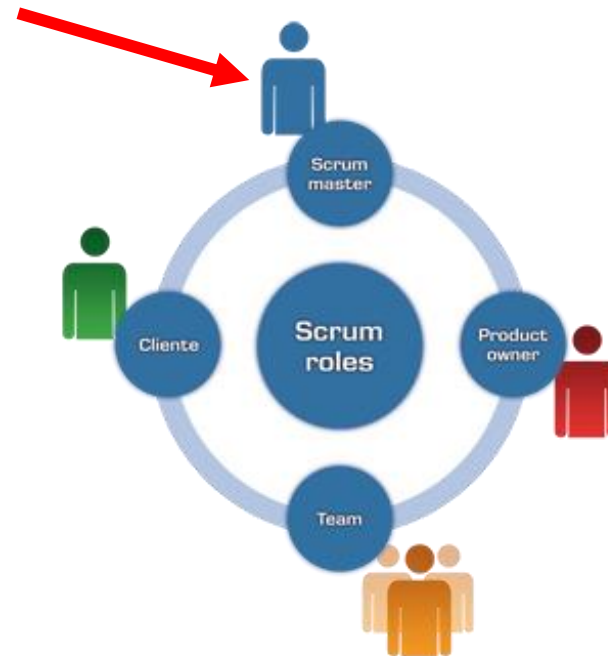 Scrum
master
Cliente
Scrum
roles
Product
owner
Team